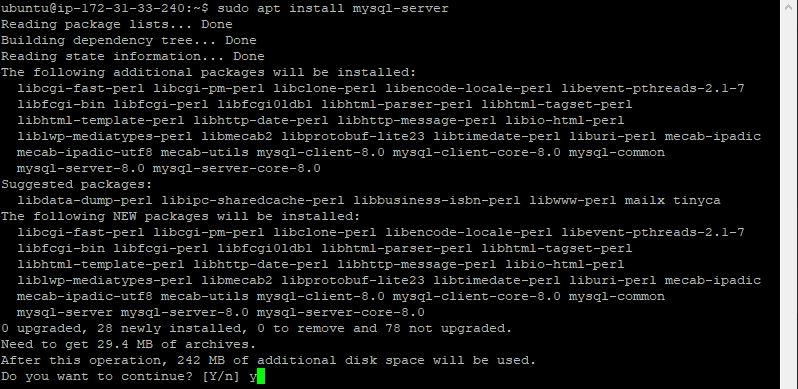 ubuntu@ip-172-31-33-240:~$ sudo apt install mysql-server
Reading package lists... Done
Building dependency tree... Done
Reading state information... Done
The following additional packages will be installed:
  libcgi-fast-perl libcgi-pm-perl libclone-perl libencode-locale-perl libevent-pthreads-2.1-7
  libfcgi-bin libfcgi-perl libfcgi0ldbl libhtml-parser-perl libhtml-tagset-perl
  libhtml-template-perl libhttp-date-perl libhttp-message-perl libio-html-perl
  liblwp-mediatypes-perl libmecab2 libprotobuf-lite23 libtimedate-perl liburi-perl mecab-ipadic
  mecab-ipadic-utf8 mecab-utils mysql-client-8.0 mysql-client-core-8.0 mysql-common
  mysql-server-8.0 mysql-server-core-8.0
Suggested packages:
  libdata-dump-perl libipc-sharedcache-perl libbusiness-isbn-perl libwww-perl mailx tinyca
The following NEW packages will be installed:
  libcgi-fast-perl libcgi-pm-perl libclone-perl libencode-locale-perl libevent-pthreads-2.1-7
  libfcgi-bin libfcgi-perl libfcgi0ldbl libhtml-parser-perl libhtml-tagset-perl
  libhtml-template-perl libhttp-date-perl libhttp-message-perl libio-html-perl
  liblwp-mediatypes-perl libmecab2 libprotobuf-lite23 libtimedate-perl liburi-perl mecab-ipadic
  mecab-ipadic-utf8 mecab-utils mysql-client-8.0 mysql-client-core-8.0 mysql-common
  mysql-server mysql-server-8.0 mysql-server-core-8.0
0 upgraded, 28 newly installed, 0 to remove and 78 not upgraded.
Need to get 29.4 MB of archives.
After this operation, 242 MB of additional disk space will be used.
Do you want to continue? [Y/n] y